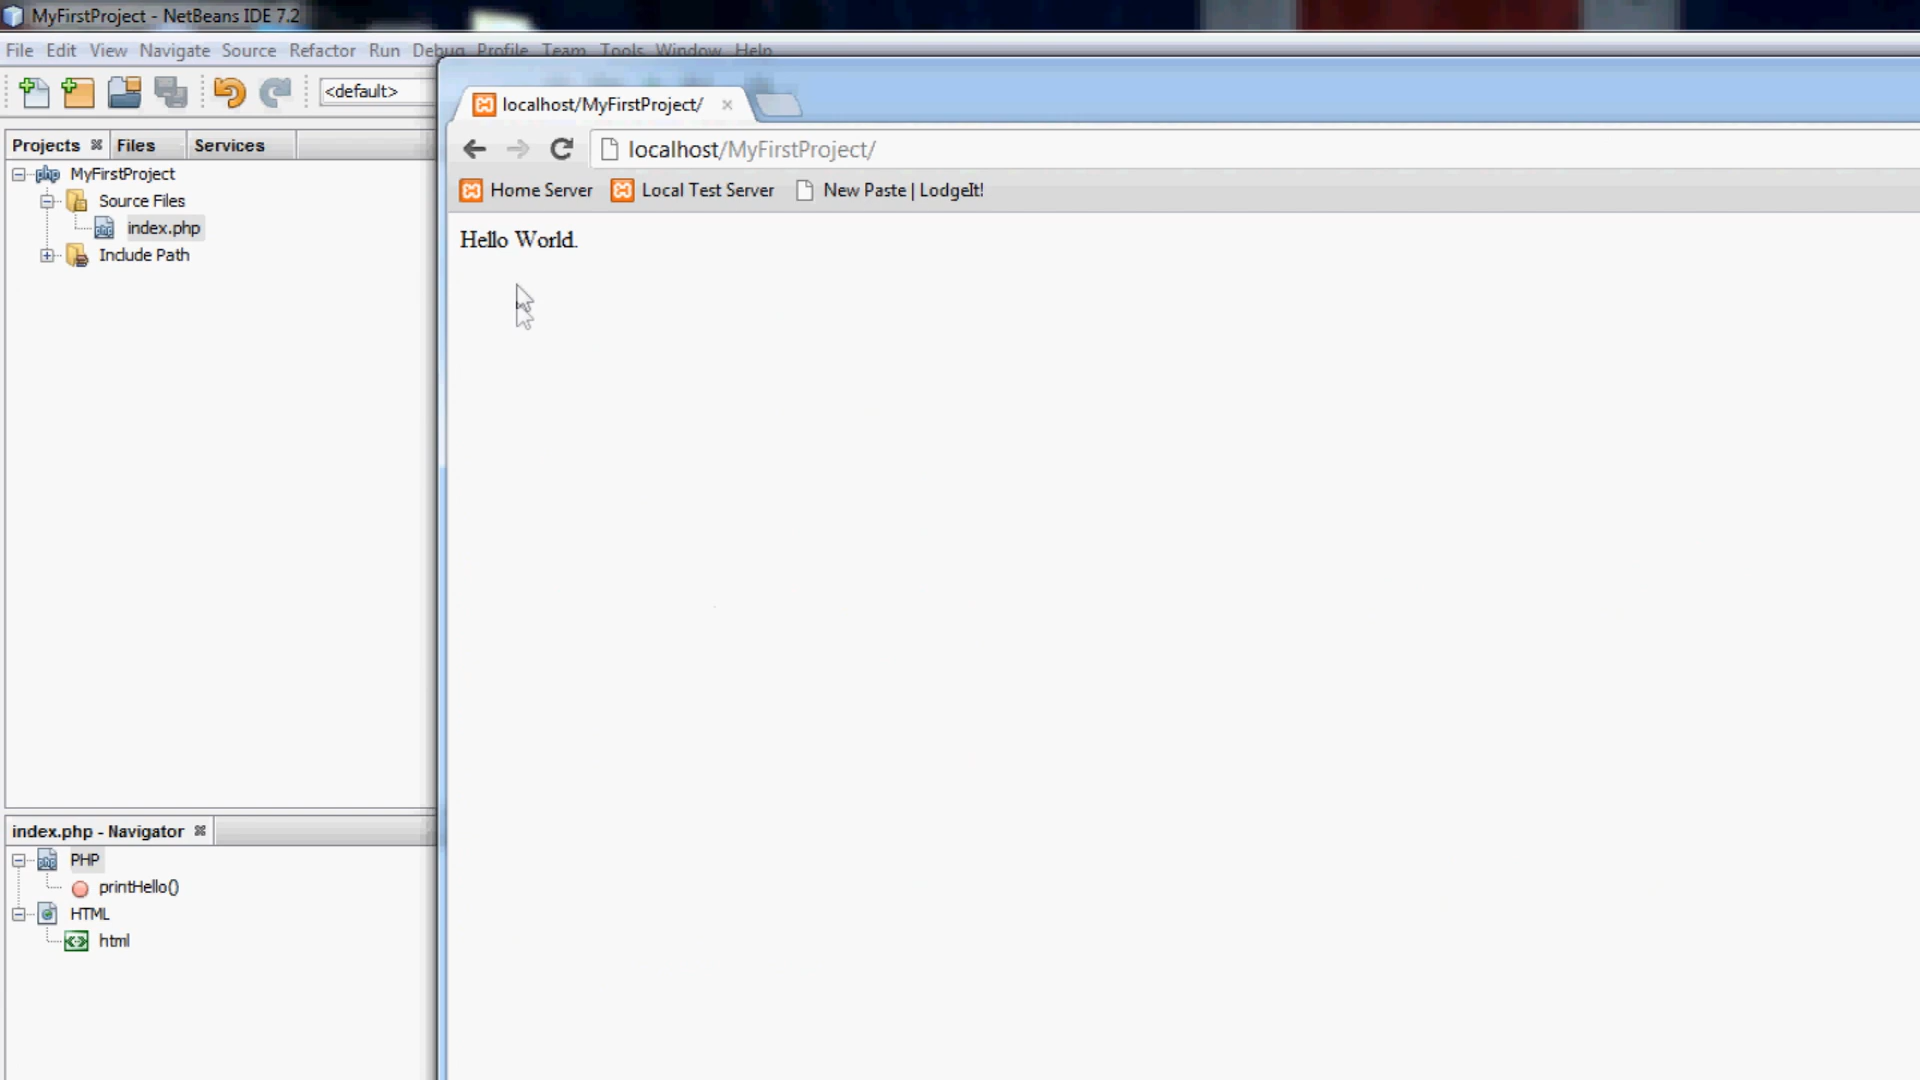 MyFirstProject - NetBeans IDE 7.2
File Edit View Navigate Source Refactor Run Debug Profile Team Tools Window Help
<default>
localhost/MyFirstProject/
localhost/MyFirstProject/
Home Server Local Test Server New Paste | LodgeIt!
Hello World.
Projects Files Services
php MyFirstProject
Source Files
index.php
Include Path
index.php - Navigator
PHP
printHello()
HTML
html